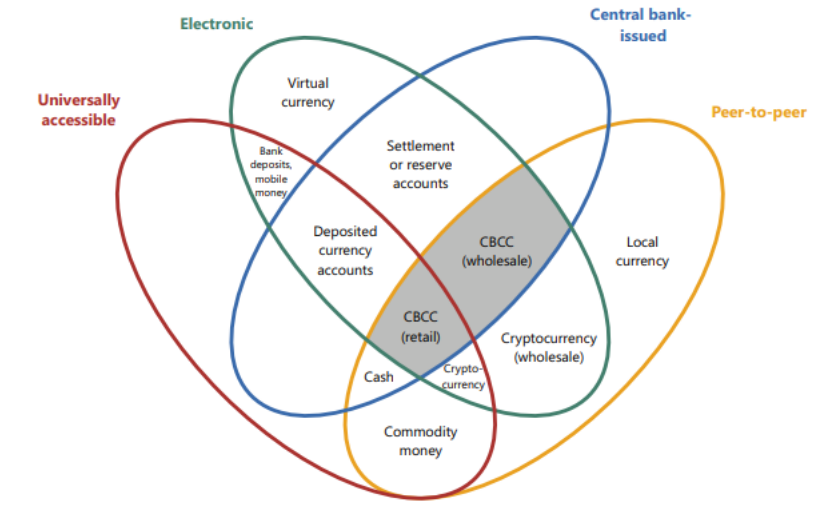 Electronic
Central bank-
issued
Universally
accessible
Peer-to-peer
Virtual
currency
Bank
deposits,
mobile
money
Settlement
or reserve
accounts
Deposited
currency
accounts
CBCC
(wholesale)
Local
currency
CBCC
(retail)
Cryptocurrency
(wholesale)
Cash
Crypto-
currency
Commodity
money